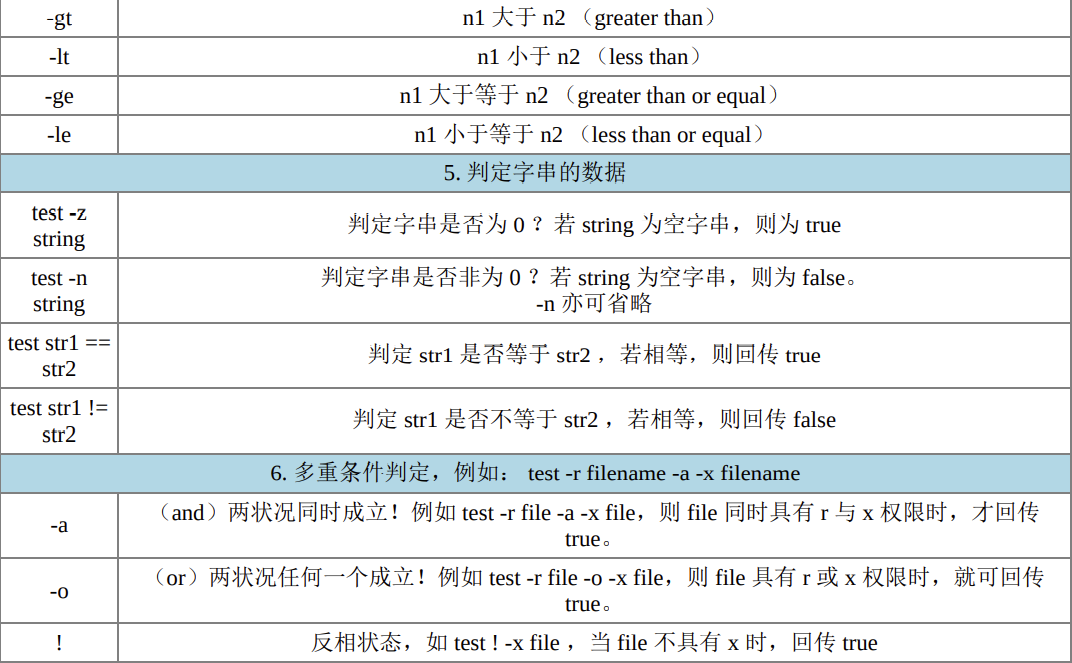 -gt n1 大于 n2 （greater than）
-lt n1 小于 n2 （less than）
-ge n1 大于等于 n2 （greater than or equal）
-le n1 小于等于 n2 （less than or equal）
5. 判定字串的数据
test -z
string
判定字串是否为 0 ？若 string 为空字串，则为 true
test -n
string
判定字串是否非为 0 ？若 string 为空字串，则为 false。
-n 亦可省略
test str1 ==
str2
判定 str1 是否等于 str2 ，若相等，则回传 true
test str1 !=
str2
判定 str1 是否不等于 str2 ，若相等，则回传 false
6. 多重条件判定，例如： test -r filename -a -x filename
-a
（and）两状况同时成立！例如 test -r file -a -x file，则 file 同时具有 r 与 x 权限时，才回传
true。
-o
（or）两状况任何一个成立！例如 test -r file -o -x file，则 file 具有 r 或 x 权限时，就可回传
true。
! 反相状态，如 test ! -x file ，当 file 不具有 x 时，回传 true